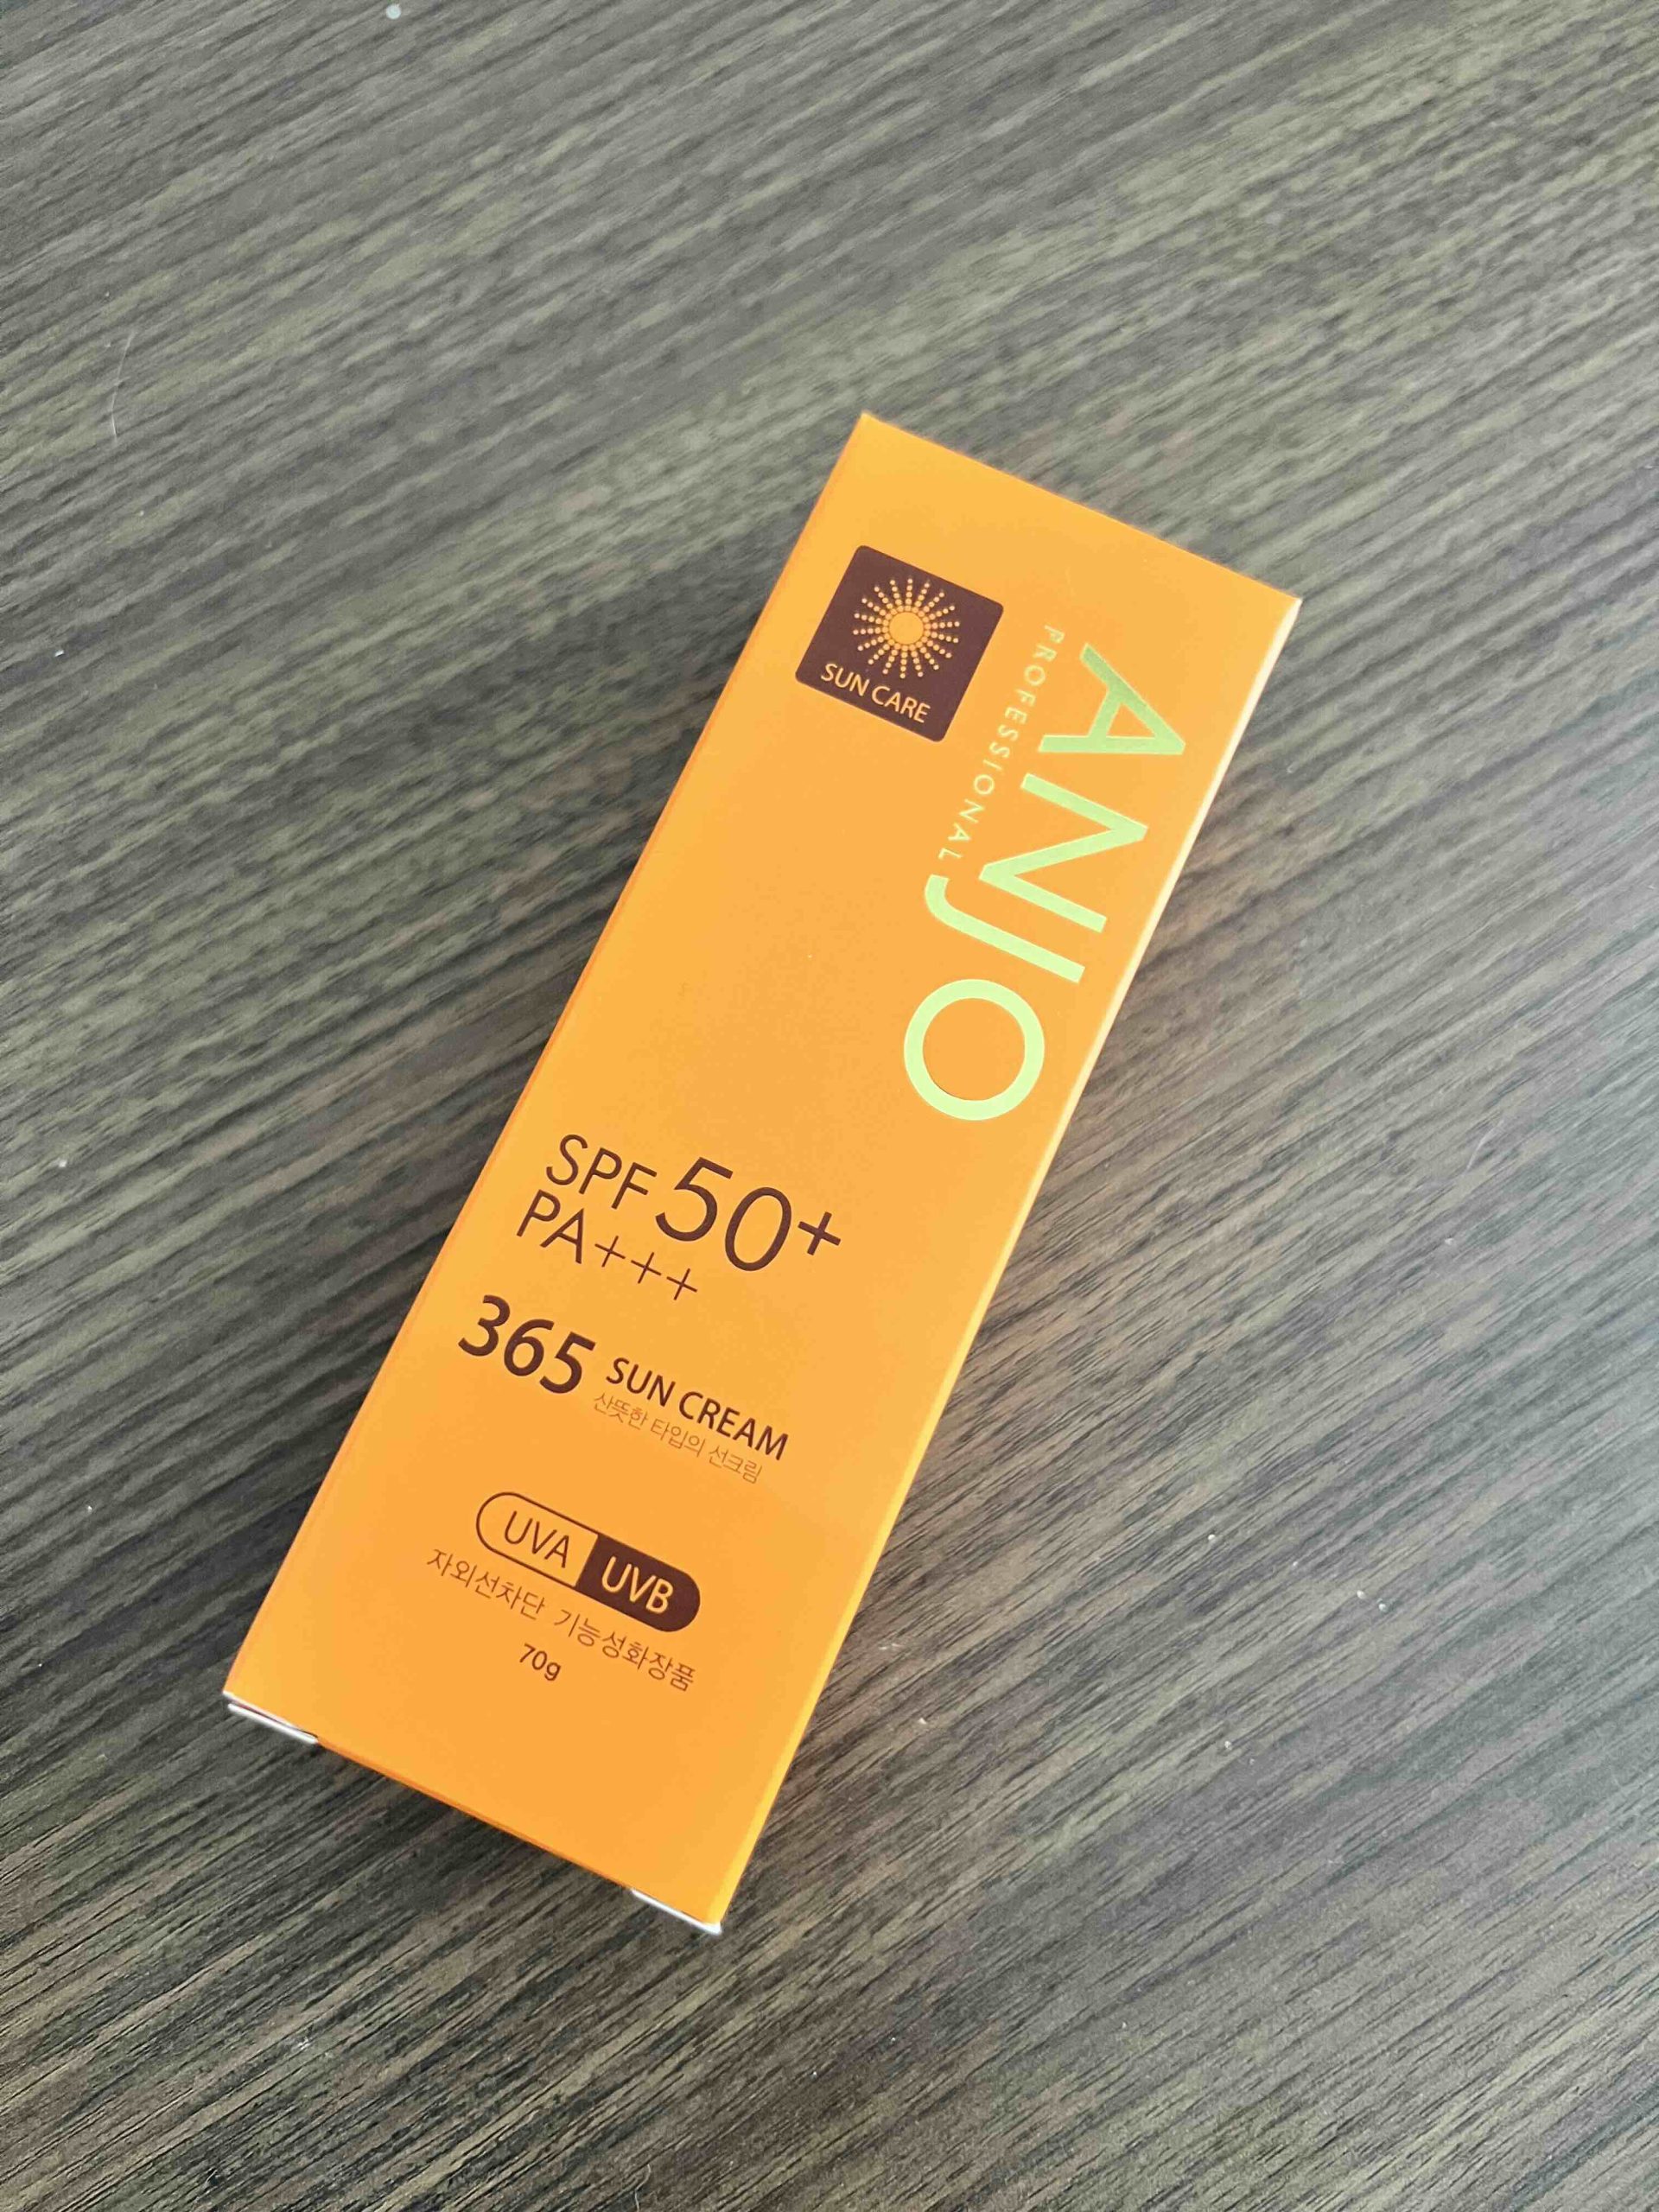 SUN CARE
ANJO
PROFESSIONAL
SPF 50+
PA+++
365 SUN CREAM
산뜻한 타입의 선크림
UVA UVB
자외선차단 기능성화장품
70g